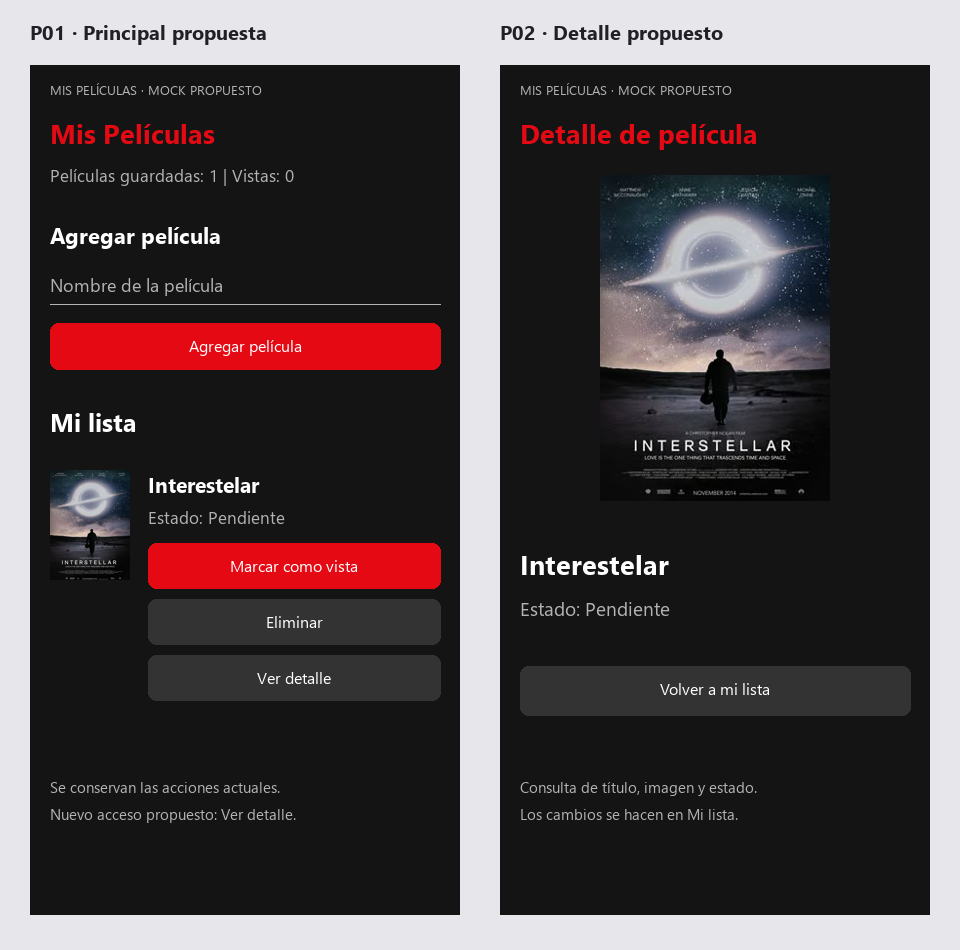 P01 · Principal propuesta
MIS PELÍCULAS · MOCK PROPUESTO
Mis Películas
Películas guardadas: 1 | Vistas: 0
Agregar película
Nombre de la película
Agregar película
Mi lista
INTERSTELLAR
Interestelar
Estado: Pendiente
Marcar como vista
Eliminar
Ver detalle
Se conservan las acciones actuales.
Nuevo acceso propuesto: Ver detalle.
P02 · Detalle propuesto
MIS PELÍCULAS · MOCK PROPUESTO
Detalle de película
A CHRISTOPHER NOLAN FILM
INTERSTELLAR
LOVE IS THE ONE THING THAT TRASCENDS TIME AND SPACE
NOVEMBER 2014
Interestelar
Estado: Pendiente
Volver a mi lista
Consulta de título, imagen y estado.
Los cambios se hacen en Mi lista.